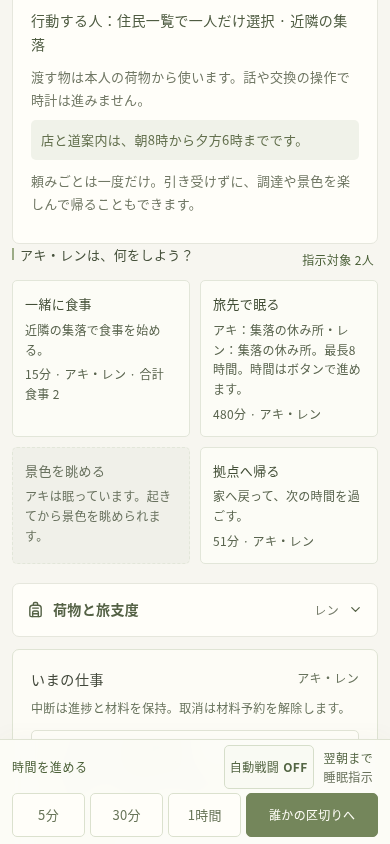 行動する人：住民一覧で一人だけ選択・近隣の集
落
渡す物は本人の荷物から使います。話や交換の操作で
時計は進みません。
店と道案内は、朝8時から夕方6時までです。
頼みごとは一度だけ。引き受けずに、調達や景色を楽
しんで帰ることもできます。
アキ・レンは、何をしよう？
指示対象 2人
一緒に食事
近隣の集落で食事を始め
る。
15分・アキ・レン・合計
食事 2
旅先で眠る
アキ：集落の休み所・レ
ン：集落の休み所。最長8
時間。時間はボタンで進め
ます。
480分・アキ・レン
景色を眺める
アキは眠っています。起き
てから景色を眺められま
す。
拠点へ帰る
家へ戻って、次の時間を過
ごす。
51分・アキ・レン
荷物と旅支度
レン
いまの仕事
アキ・レン
中断は進捗と材料を保持。取消は材料予約を解除します。
時間を進める
自動戦闘 OFF
翌朝まで
睡眠指示
5分
30分
1時間
誰かの区切りへ